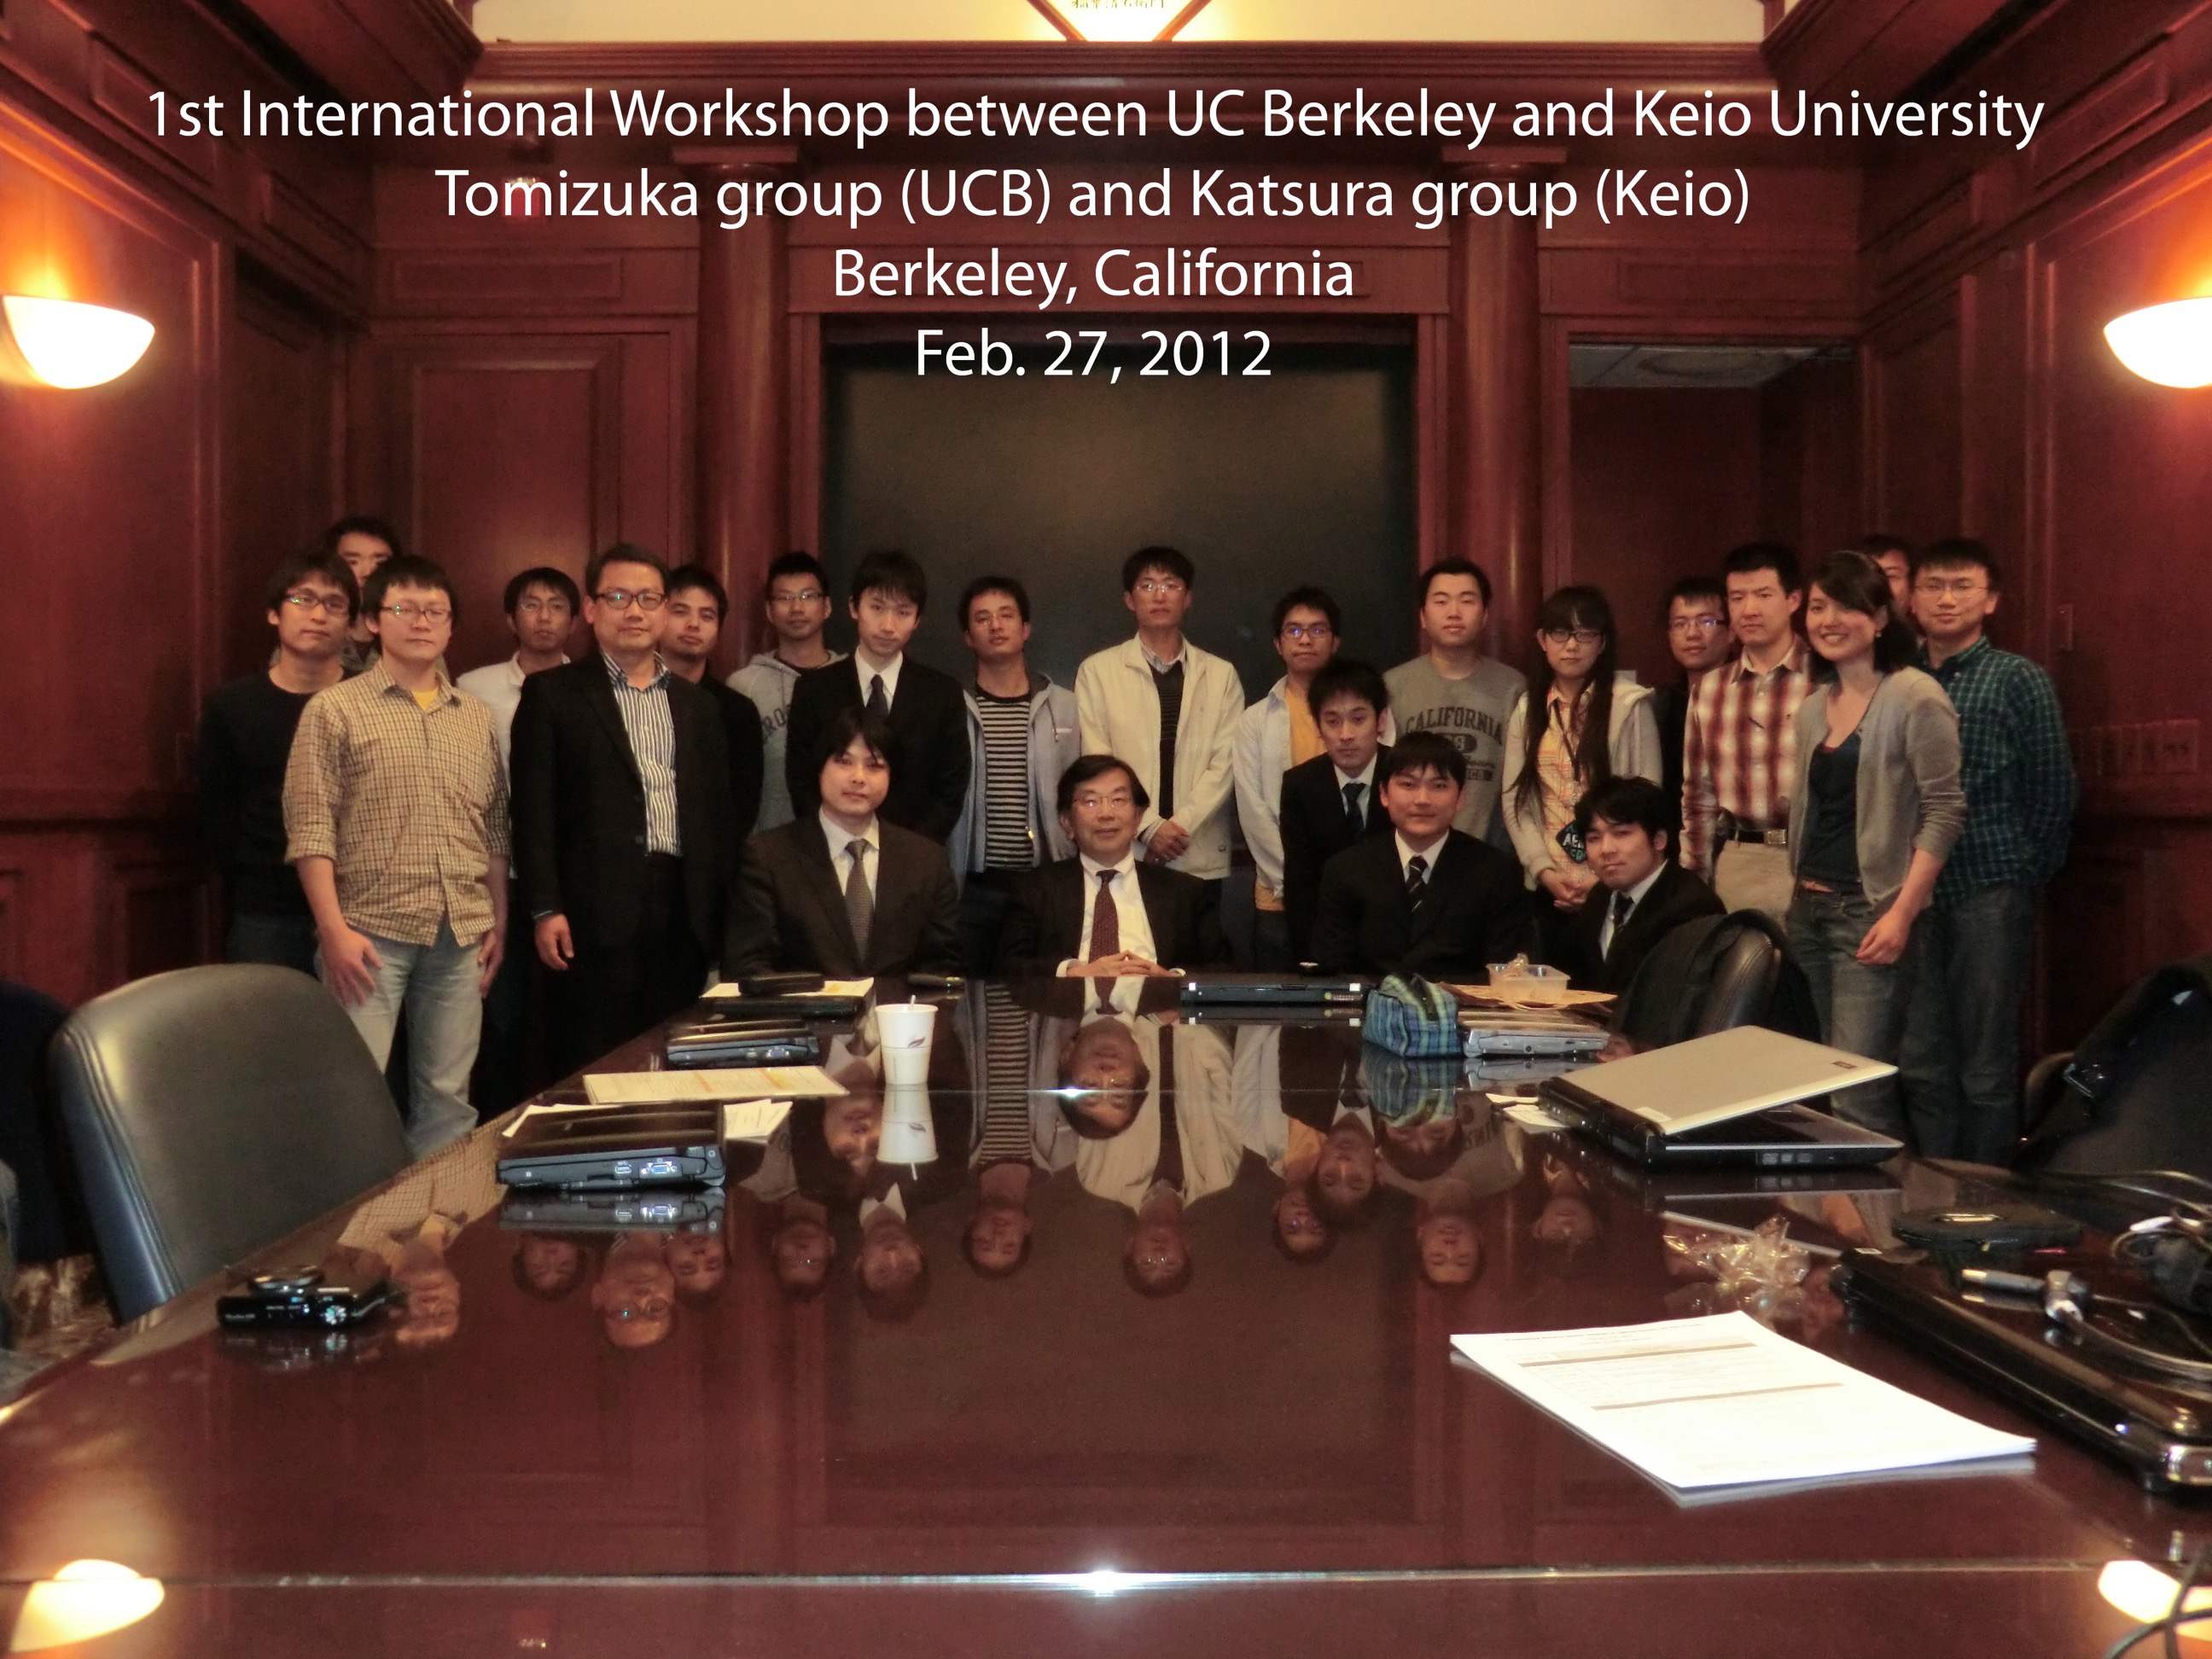 1st International Workshop between UC Berkeley and Keio University
Tomizuka group (UCB) and Katsura group (Keio)
Berkeley, California
Feb. 27, 2012
CALIFORNIA